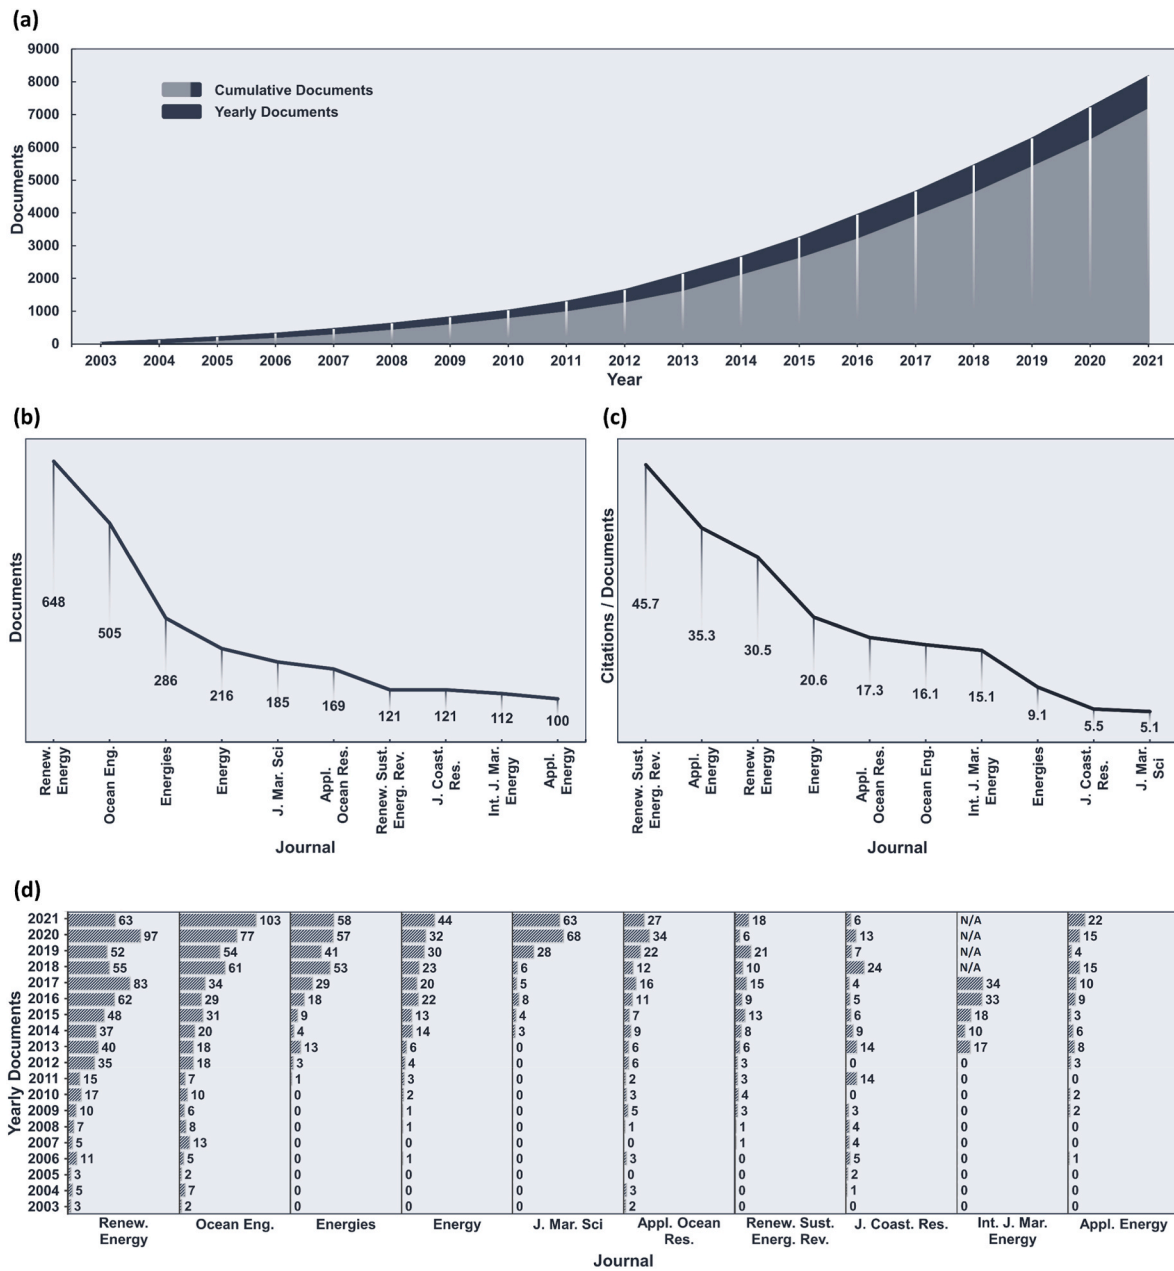 (a)
9000
8000
7000
6000
5000
4000
3000
2000
1000
0
Documents
Cumulative Documents
Yearly Documents
2003 2004 2005 2006 2007 2008 2009 2010 2011 2012 2013 2014 2015 2016 2017 2018 2019 2020 2021
Year
(b)
Documents
648
505
286
216
185
169
121
121
112
100
Renew.
Energy
Ocean Eng.
Energies
Energy
J. Mar. Sci
Appl.
Ocean Res.
Renew. Sust.
Energ. Rev.
J. Coast.
Res.
Int. J. Mar.
Energy
Appl.
Energy
Journal
(c)
Citations / Documents
45.7
35.3
30.5
20.6
17.3
16.1
15.1
9.1
5.5
5.1
Renew. Sust.
Energ. Rev.
Appl.
Energy
Renew.
Energy
Energy
Appl.
Ocean Res.
Ocean Eng.
Int. J. Mar.
Energy
Energies
J. Coast.
Res.
J. Mar.
Sci
Journal
(d)
Yearly Documents
2021 63 103 58 44 63 27 18 6 N/A 22
2020 97 77 57 32 68 34 6 13 N/A 15
2019 52 54 41 30 28 22 21 7 N/A 4
2018 55 61 53 23 6 12 10 24 N/A 15
2017 83 34 29 20 5 16 15 4 34 10
2016 62 29 18 22 8 11 9 5 33 9
2015 48 31 9 13 4 7 13 6 18 3
2014 37 20 4 14 3 9 8 9 10 6
2013 40 18 13 6 0 6 6 14 17 8
2012 35 18 3 4 0 6 3 0 0 3
2011 15 7 1 3 0 2 3 14 0 0
2010 17 10 0 2 0 3 4 0 0 2
2009 10 6 0 1 0 5 3 3 0 2
2008 7 8 0 1 0 1 1 4 0 0
2007 5 13 0 0 0 0 1 4 0 0
2006 11 5 0 1 0 3 0 5 0 1
2005 3 2 0 0 0 0 0 2 0 0
2004 5 7 0 0 0 3 0 1 0 0
2003 3 2 0 0 0 2 0 0 0 0
Renew.
Energy
Ocean Eng.
Energies
Energy
J. Mar. Sci
Appl. Ocean
Res.
Renew. Sust.
Energ. Rev.
J. Coast. Res.
Int. J. Mar.
Energy
Appl. Energy
Journal